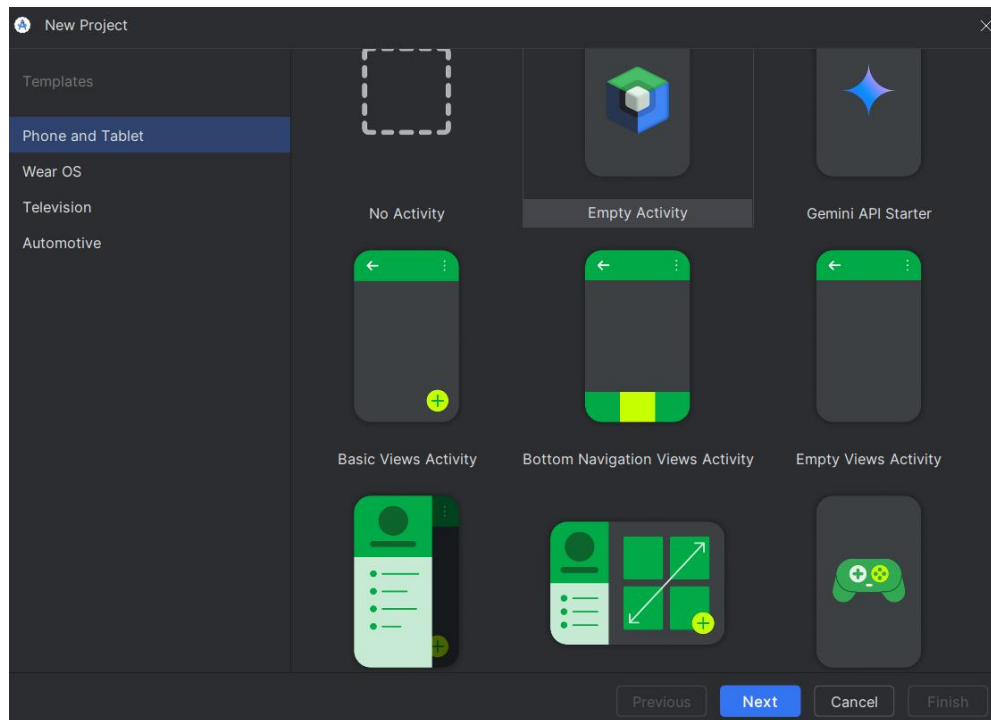 New Project
Templates
Phone and Tablet
Wear OS
Television
Automotive
No Activity
Empty Activity
Gemini API Starter
Basic Views Activity
Bottom Navigation Views Activity
Empty Views Activity
Previous
Next
Cancel
Finish